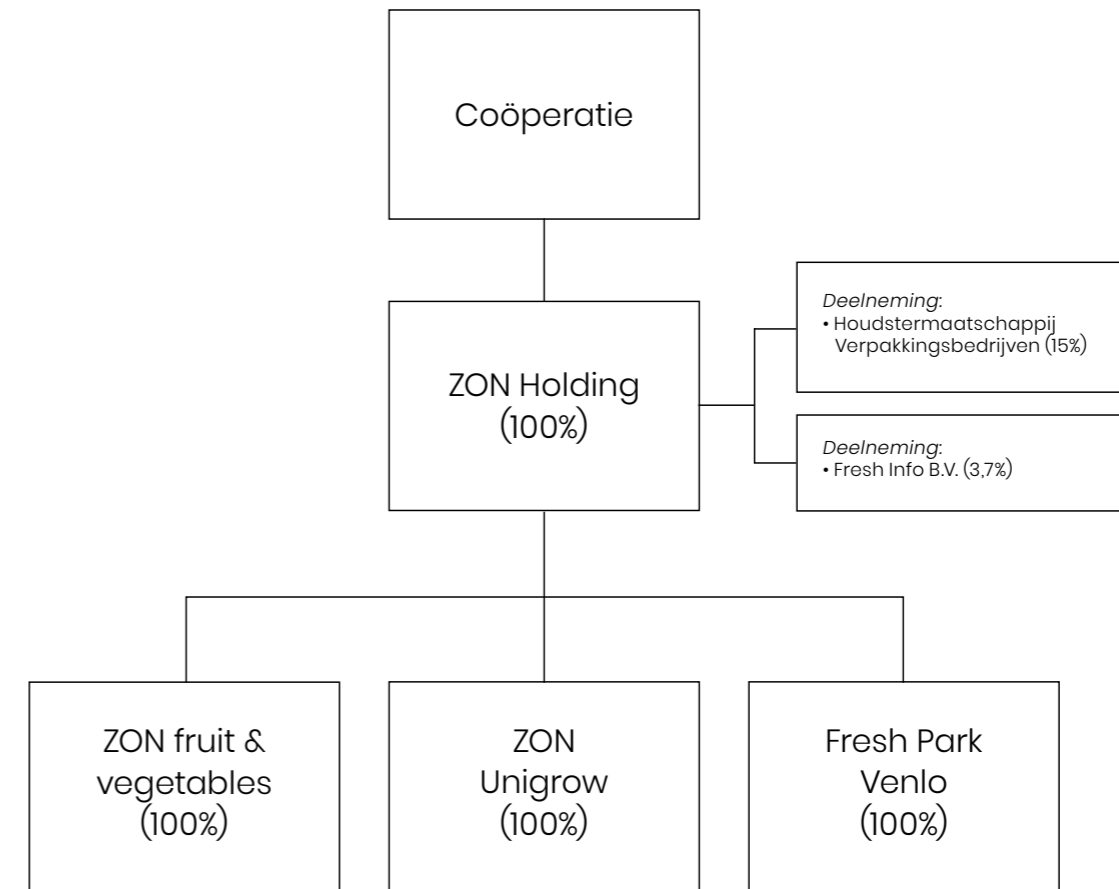 Coöperatie
ZON Holding
(100%)
Deelneming:
• Houdstermaatschappij
Verpakkingsbedrijven (15%)
Deelneming:
• Fresh Info B.V. (3,7%)
ZON fruit &
vegetables
(100%)
ZON
Unigrow
(100%)
Fresh Park
Venlo
(100%)